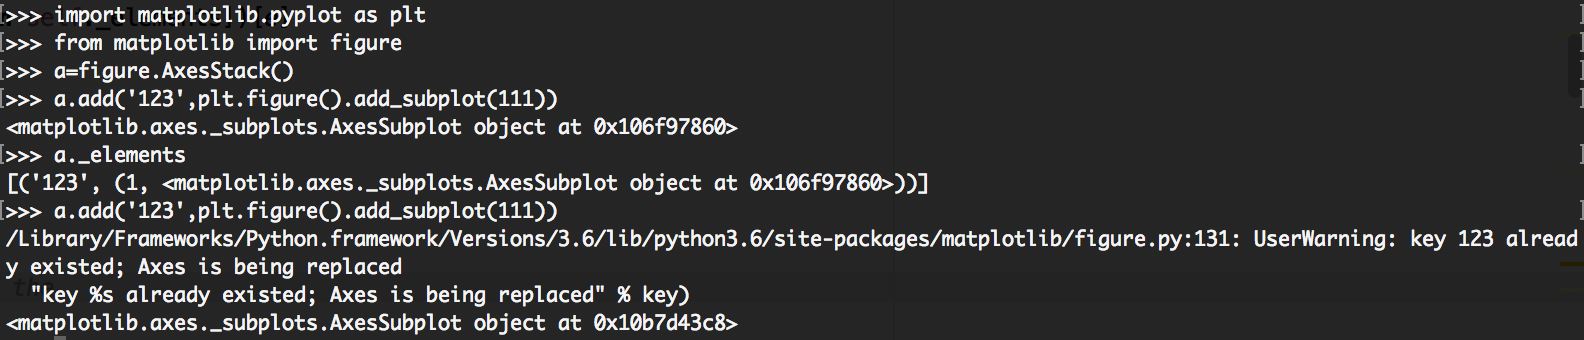 >>> import matplotlib.pyplot as plt
[>>> from matplotlib import figure
[>>> a=figure.AxesStack()
[>>> a.add('123',plt.figure().add_subplot(111))
<matplotlib.axes._subplots.AxesSubplot object at 0x106f97860>
[>>> a._elements
[('123', (1, <matplotlib.axes._subplots.AxesSubplot object at 0x106f97860>))]
[>>> a.add('123',plt.figure().add_subplot(111))
/Library/Frameworks/Python.framework/Versions/3.6/lib/python3.6/site-packages/matplotlib/figure.py:131: UserWarning: key 123 alread
y existed; Axes is being replaced
  "key %s already existed; Axes is being replaced" % key)
<matplotlib.axes._subplots.AxesSubplot object at 0x10b7d43c8>